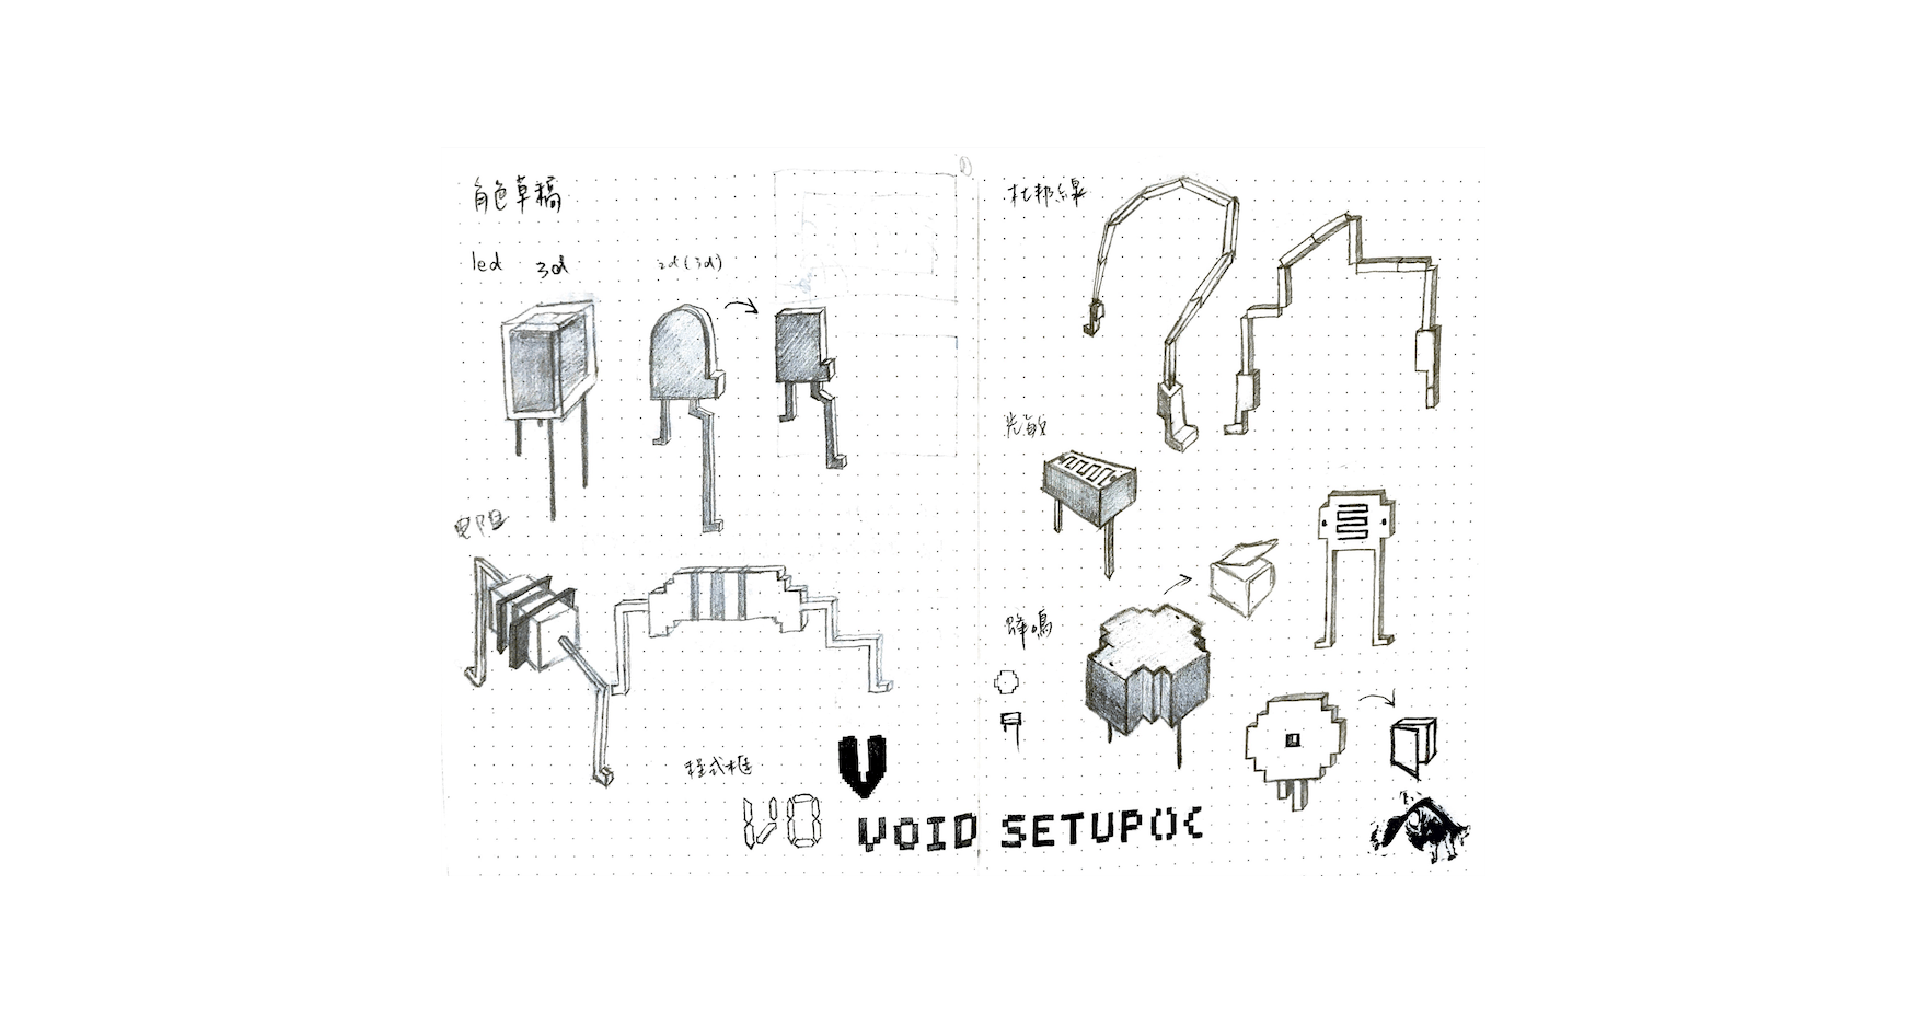 角色草稿
led 3d 2d(3d)
电阻
程式框
V
V0
VOID SETUP(){
杜邦線
光敏
蜂鳴